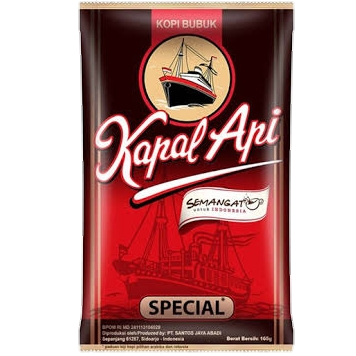 KOPI BUBUK
Kapal Api
SEMANGAT
untuk INDONESIA
SPECIAL*
Diproduksi oleh/Produced by: PT. SANTOS JAYA ABADI
Sepanjang 61257, Sidoarjo - Indonesia
Berat Bersih: